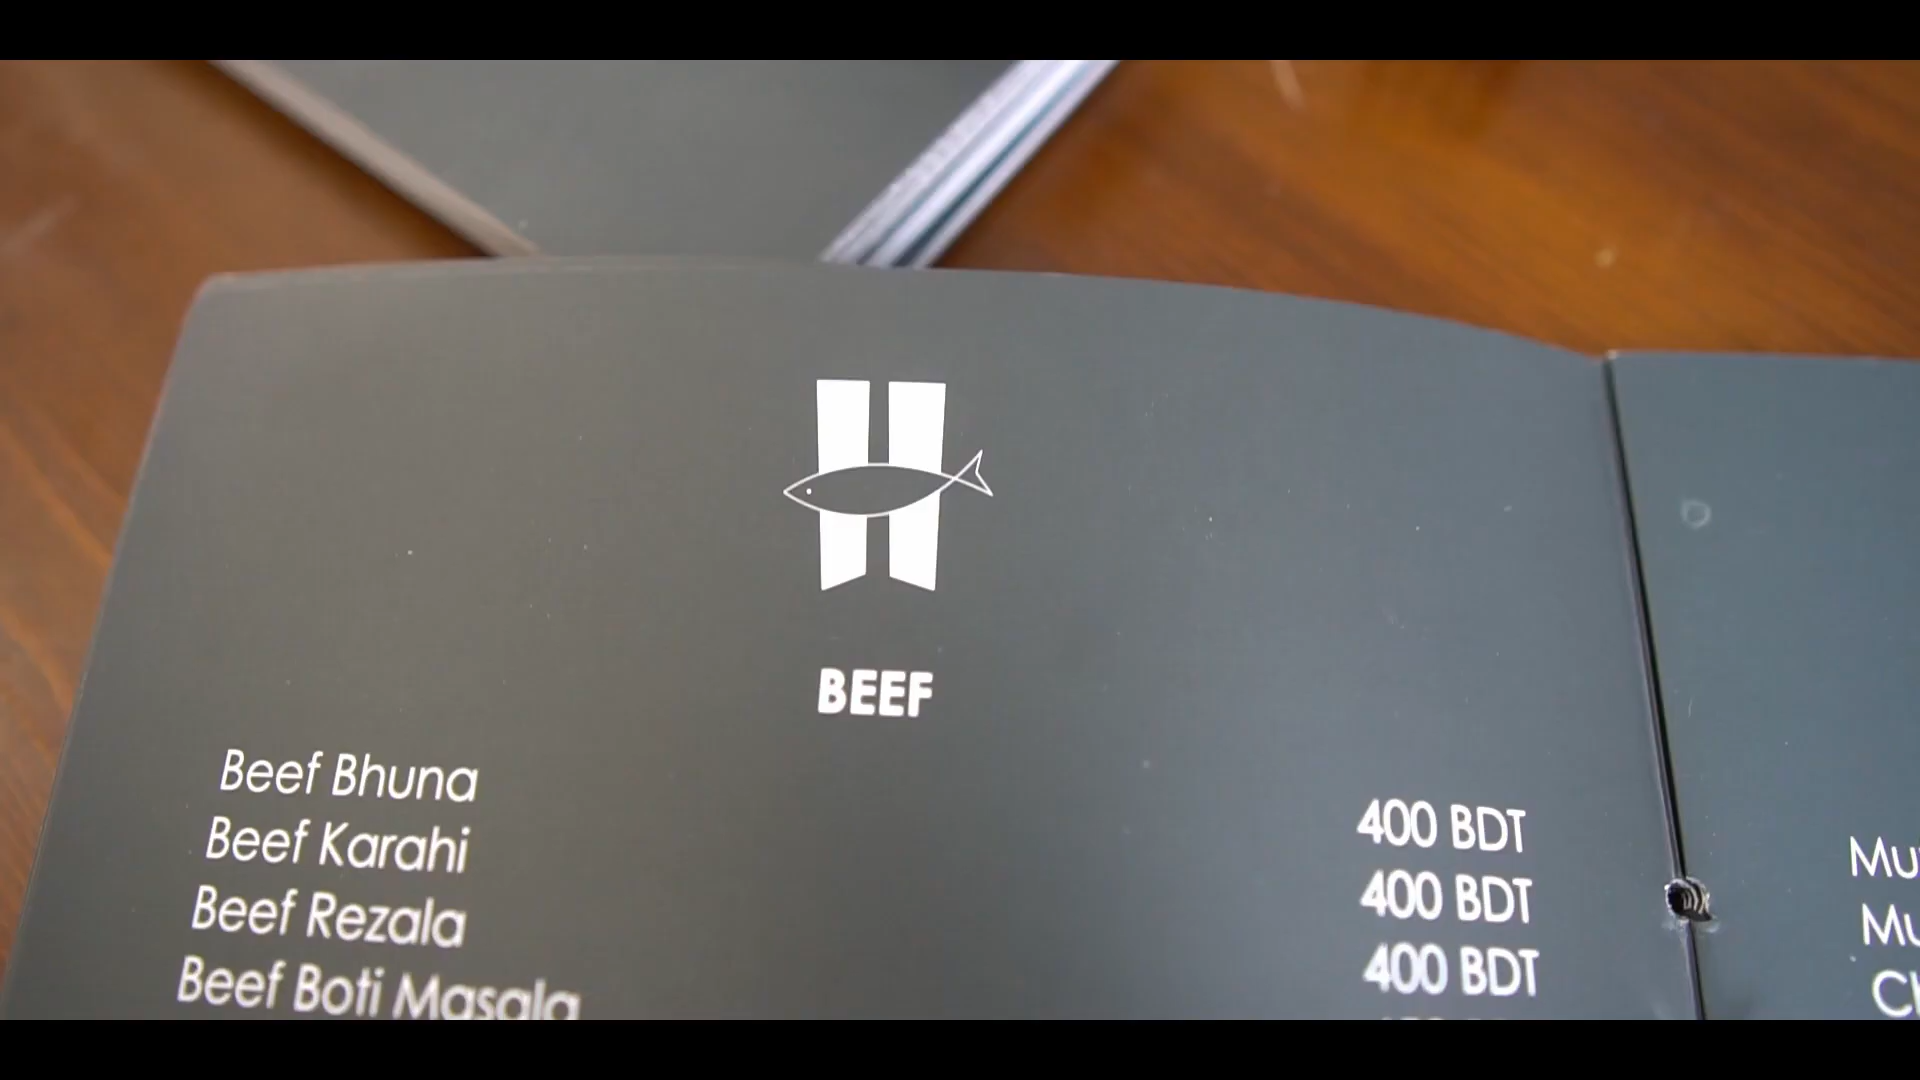 BEEF
Beef Bhuna 400 BDT
Beef Karahi 400 BDT
Beef Rezala 400 BDT
Beef Boti Masala